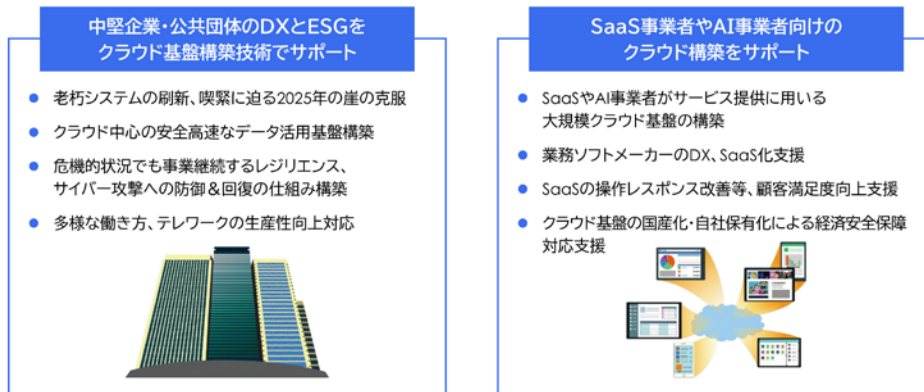 中堅企業・公共団体のDXとESGを
クラウド基盤構築技術でサポート
● 老朽システムの刷新、喫緊に迫る2025年の崖の克服
● クラウド中心の安全高速なデータ活用基盤構築
● 危機的状況でも事業継続するレジリエンス、
サイバー攻撃への防御&回復の仕組み構築
● 多様な働き方、テレワークの生産性向上対応
SaaS事業者やAI事業者向けの
クラウド構築をサポート
● SaaSやAI事業者がサービス提供に用いる
大規模クラウド基盤の構築
● 業務ソフトメーカーのDX、SaaS化支援
● SaaSの操作レスポンス改善等、顧客満足度向上支援
● クラウド基盤の国産化・自社保有化による経済安全保障
対応支援